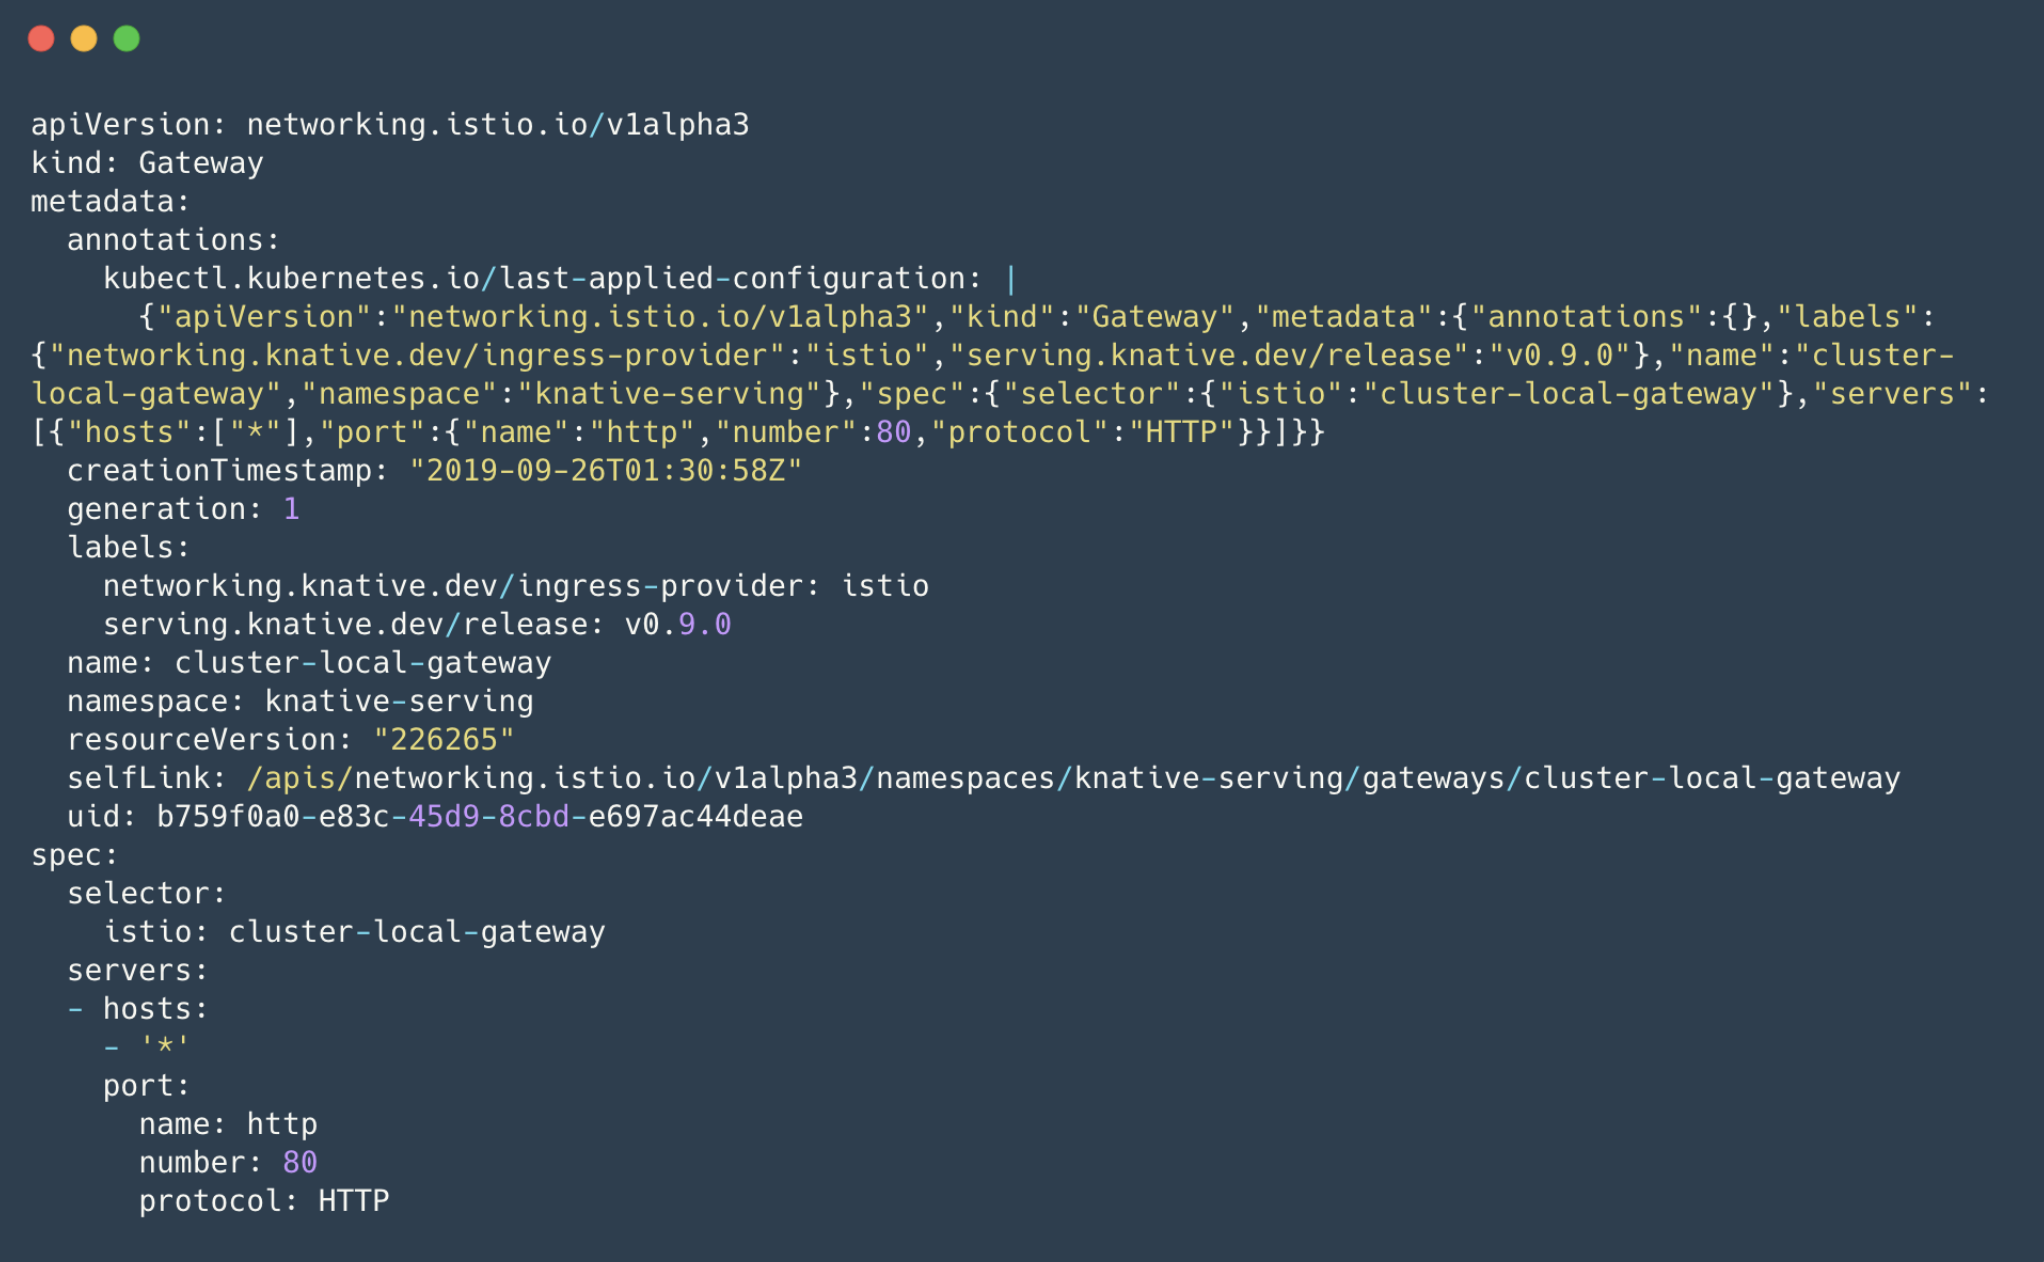 apiVersion: networking.istio.io/v1alpha3
kind: Gateway
metadata:
  annotations:
    kubectl.kubernetes.io/last-applied-configuration: |
      {"apiVersion":"networking.istio.io/v1alpha3","kind":"Gateway","metadata":{"annotations":{},"labels":
{"networking.knative.dev/ingress-provider":"istio","serving.knative.dev/release":"v0.9.0"},"name":"cluster-
local-gateway","namespace":"knative-serving"},"spec":{"selector":{"istio":"cluster-local-gateway"},"servers":
[{"hosts":["*"],"port":{"name":"http","number":80,"protocol":"HTTP"}}]}}
  creationTimestamp: "2019-09-26T01:30:58Z"
  generation: 1
  labels:
    networking.knative.dev/ingress-provider: istio
    serving.knative.dev/release: v0.9.0
  name: cluster-local-gateway
  namespace: knative-serving
  resourceVersion: "226265"
  selfLink: /apis/networking.istio.io/v1alpha3/namespaces/knative-serving/gateways/cluster-local-gateway
  uid: b759f0a0-e83c-45d9-8cbd-e697ac44deae
spec:
  selector:
    istio: cluster-local-gateway
  servers:
  - hosts:
    - '*'
    port:
      name: http
      number: 80
      protocol: HTTP